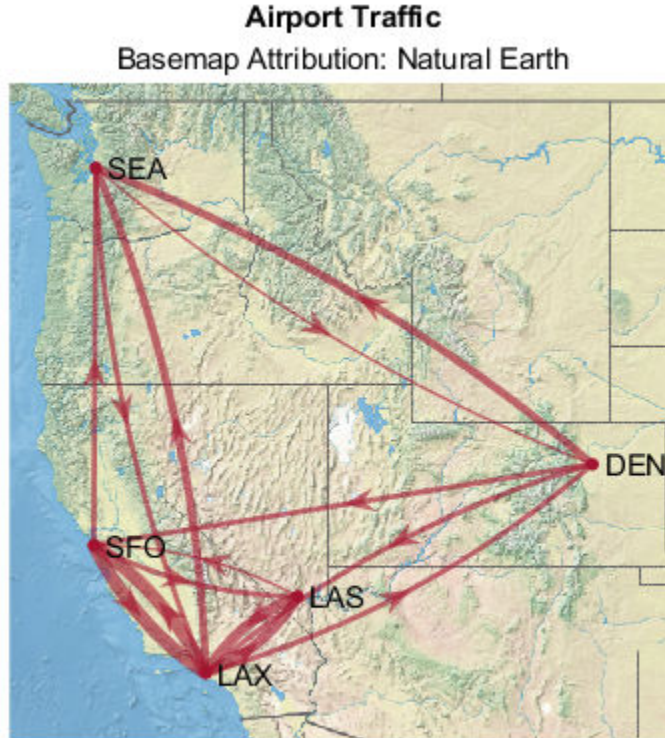 Airport Traffic
Basemap Attribution: Natural Earth
SEA
DEN
SFO
LAS
LAX